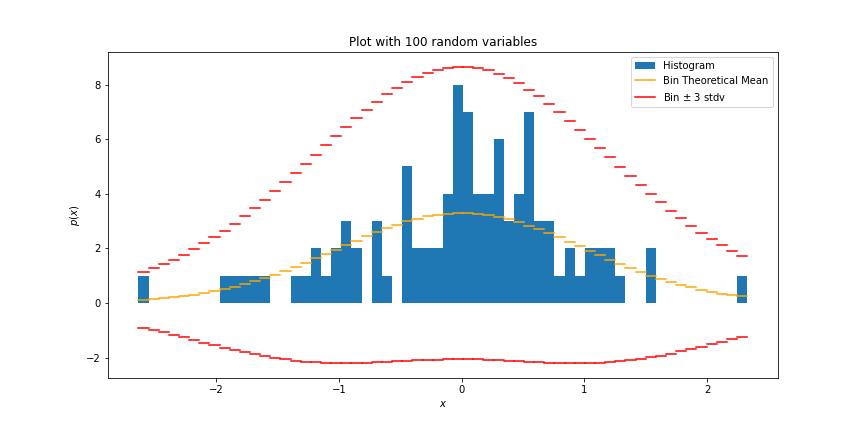 Plot with 100 random variables
Histogram
Bin Theoretical Mean
Bin ± 3 stdv
p(x)
8
6
4
2
0
−2
−2
−1
0
1
2
x